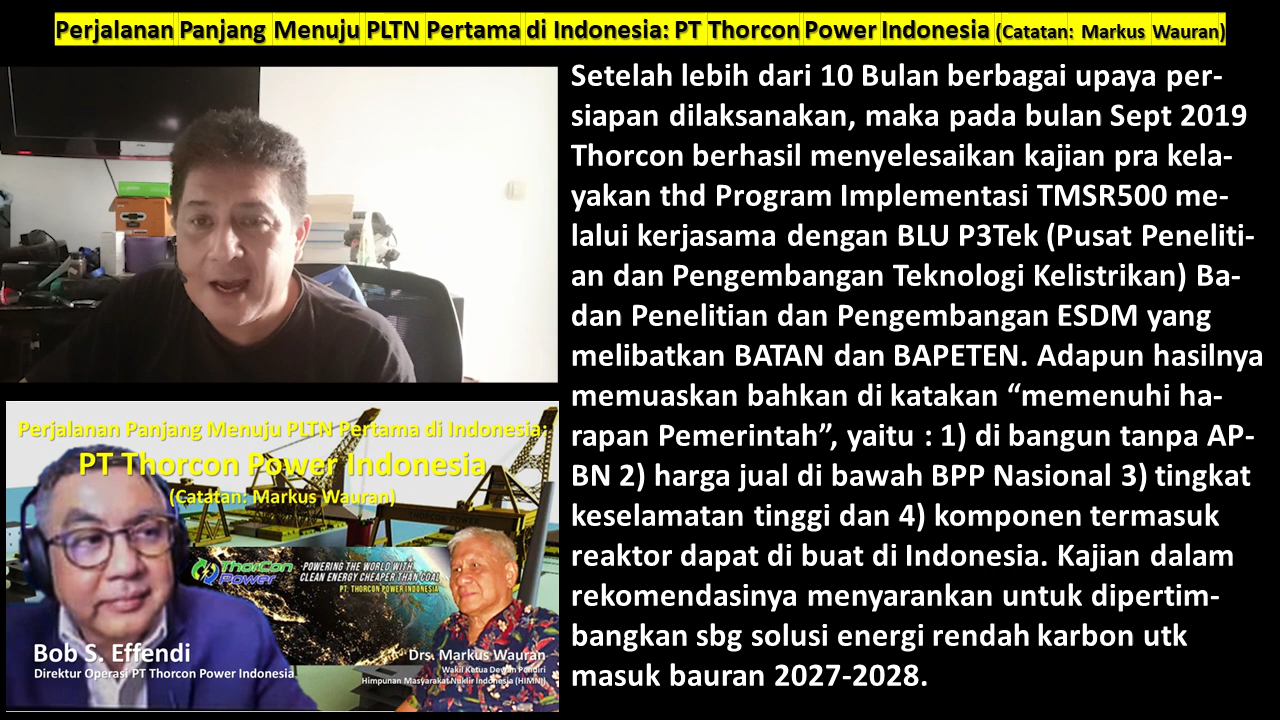 Perjalanan Panjang Menuju PLTN Pertama di Indonesia: PT Thorcon Power Indonesia (Catatan: Markus Wauran)
Setelah lebih dari 10 Bulan berbagai upaya per-
siapan dilaksanakan, maka pada bulan Sept 2019
Thorcon berhasil menyelesaikan kajian pra kela-
yakan thd Program Implementasi TMSR500 me-
lalui kerjasama dengan BLU P3Tek (Pusat Peneliti-
an dan Pengembangan Teknologi Kelistrikan) Ba-
dan Penelitian dan Pengembangan ESDM yang
melibatkan BATAN dan BAPETEN. Adapun hasilnya
memuaskan bahkan di katakan “memenuhi ha-
rapan Pemerintah”, yaitu : 1) di bangun tanpa AP-
BN 2) harga jual di bawah BPP Nasional 3) tingkat
keselamatan tinggi dan 4) komponen termasuk
reaktor dapat di buat di Indonesia. Kajian dalam
rekomendasinya menyarankan untuk dipertim-
bangkan sbg solusi energi rendah karbon utk
masuk bauran 2027-2028.
Perjalanan Panjang Menuju PLTN Pertama di Indonesia:
PT Thorcon Power Indonesia
(Catatan: Markus Wauran)
ThorCon
Power
POWERING THE WORLD WITH
CLEAN ENERGY CHEAPER THAN COAL
PT. THORCON POWER INDONESIA
Bob S. Effendi
Direktur Operasi PT Thorcon Power Indonesia
Drs. Markus Wauran
Wakil Ketua Dewan Pendiri
Himpunan Masyarakat Nuklir Indonesia (HIMNI)